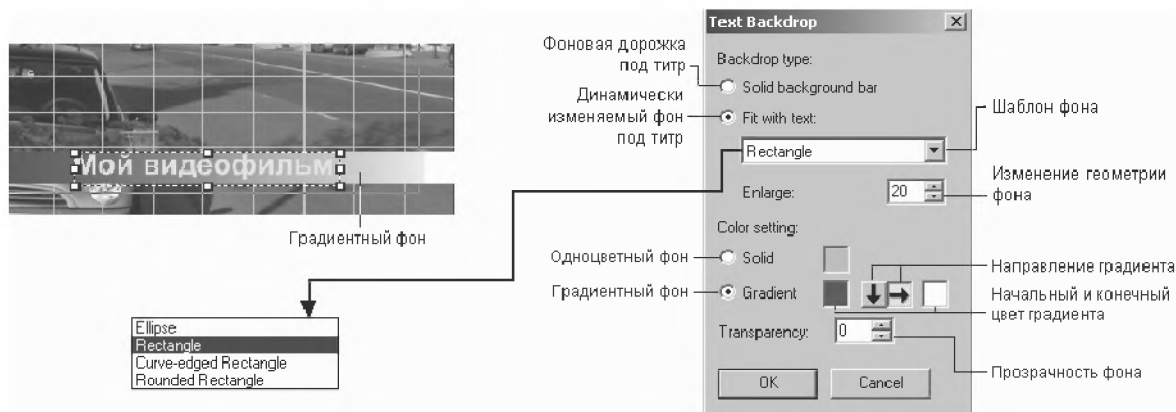 Text Backdrop
Фоновая дорожка
под титр
Backdrop type:
Solid background bar
Динамически
изменяемый фон
под титр
Fit with text:
Шаблон фона
Rectangle
Мой видеофильм
Enlarge:
20
Изменение геометрии
фона
Градиентный фон
Color setting:
Одноцветный фон
Solid
Направление градиента
Градиентный фон
Gradient
Начальный и конечный
цвет градиента
Ellipse
Rectangle
Curve-edged Rectangle
Rounded Rectangle
Transparency:
0
Прозрачность фона
OK
Cancel